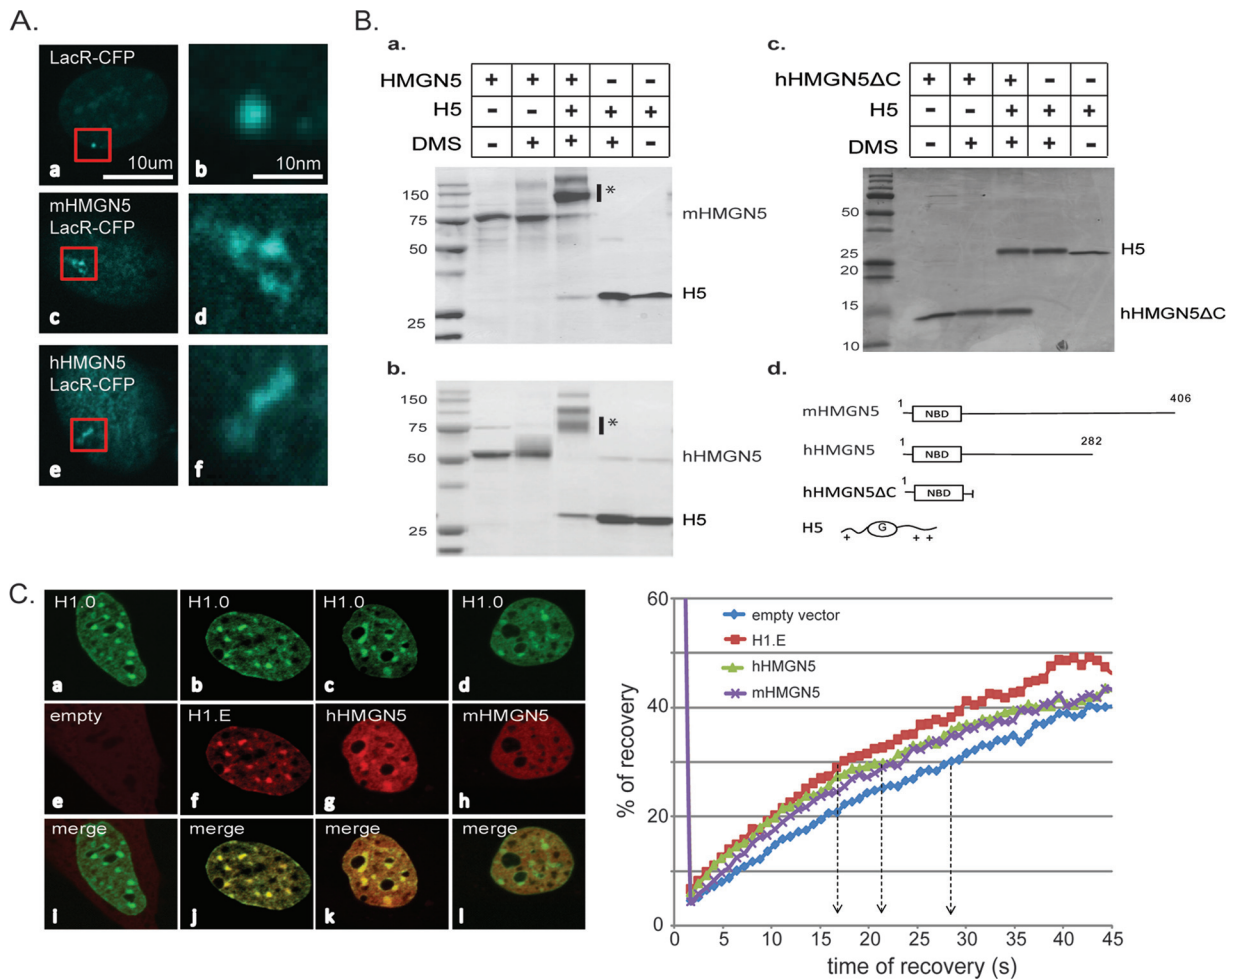 A.
LacR-CFP
a
10um
b
10nm
mHMGN5
LacR-CFP
c
d
hHMGN5
LacR-CFP
e
f
B.
a.
HMGN5 + + + - -
H5 - - + + +
DMS - + + + -
150
75
50
25
*
mHMGN5
H5
b.
150
75
50
25
*
hHMGN5
H5
c.
hHMGN5ΔC + + + - -
H5 - - + + +
DMS - + + + -
50
25
20
15
10
H5
hHMGN5ΔC
d.
mHMGN5 1 NBD 406
hHMGN5 1 NBD 282
hHMGN5ΔC 1 NBD
H5 G
+ + +
C.
H1.0 H1.0 H1.0 H1.0
a b c d
empty H1.E hHMGN5 mHMGN5
e f g h
merge merge merge merge
i j k l
% of recovery
60
40
20
0
empty vector
H1.E
hHMGN5
mHMGN5
0 5 10 15 20 25 30 35 40 45
time of recovery (s)